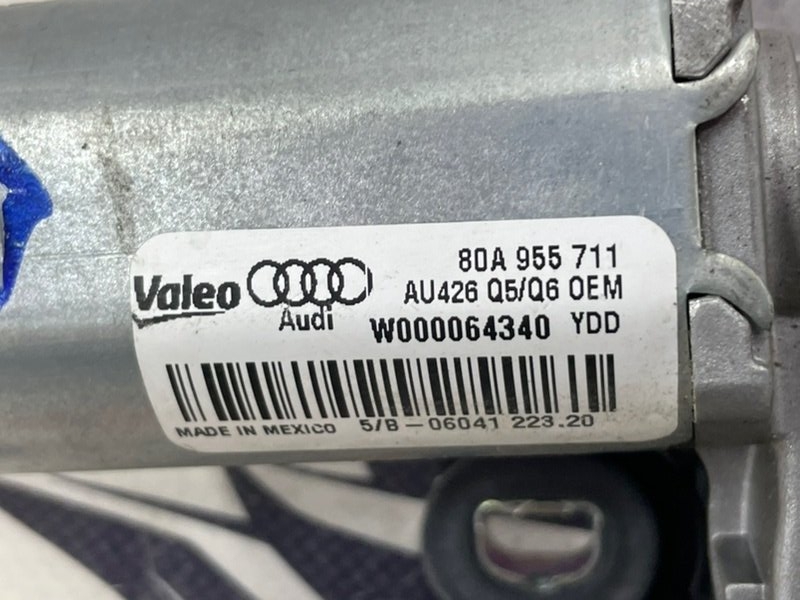 80A 955 711
Valeo
AU426 Q5/Q6 OEM
Audi
W000064340 YDD
MADE IN MEXICO 5/B-06041 223.20